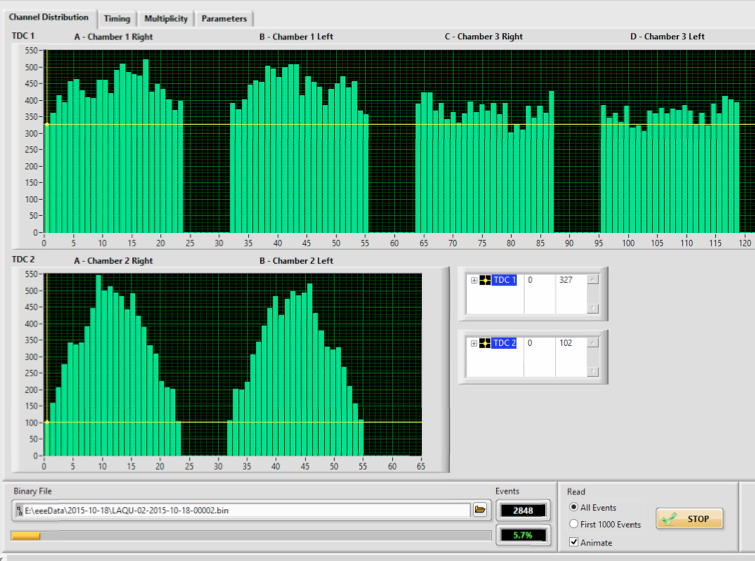 Channel Distribution Timing Multiplicity Parameters
TDC 1 A - Chamber 1 Right B - Chamber 1 Left C - Chamber 3 Right D - Chamber 3 Left
550
500
450
400
350
300
250
200
150
100
50
0
0 5 10 15 20 25 30 35 40 45 50 55 60 65 70 75 80 85 90 95 100 105 110 115 120
TDC 2 A - Chamber 2 Right B - Chamber 2 Left
550
500
450
400
350
300
250
200
150
100
50
0
0 5 10 15 20 25 30 35 40 45 50 55 60 65
TDC 1 0 327
TDC 2 0 102
Binary File
E:\eeeData\2015-10-18\LAQU-02-2015-10-18-00002.bin
Events
2848
5.7%
Read
All Events
First 1000 Events
Animate
STOP